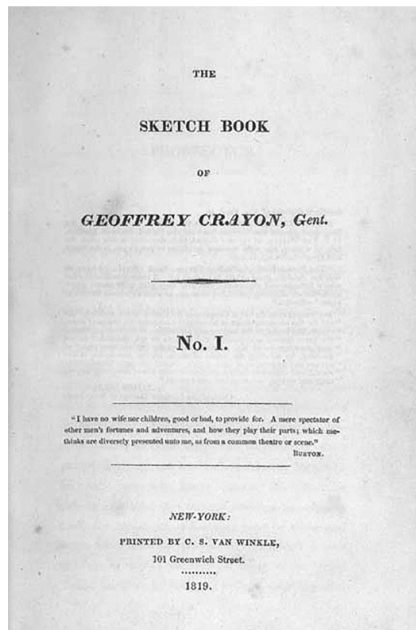 THE
SKETCH BOOK
OF
GEOFFREY CRAYON, Gent.
No. I.
"I have no wife nor children, good or bad, to provide for. A mere spectator of
other men's fortunes and adventures, and how they play their parts; which me-
thinks are diversely presented unto me, as from a common theatre or scene."
BURTON.
NEW-YORK:
PRINTED BY C. S. VAN WINKLE,
101 Greenwich Street.
1819.